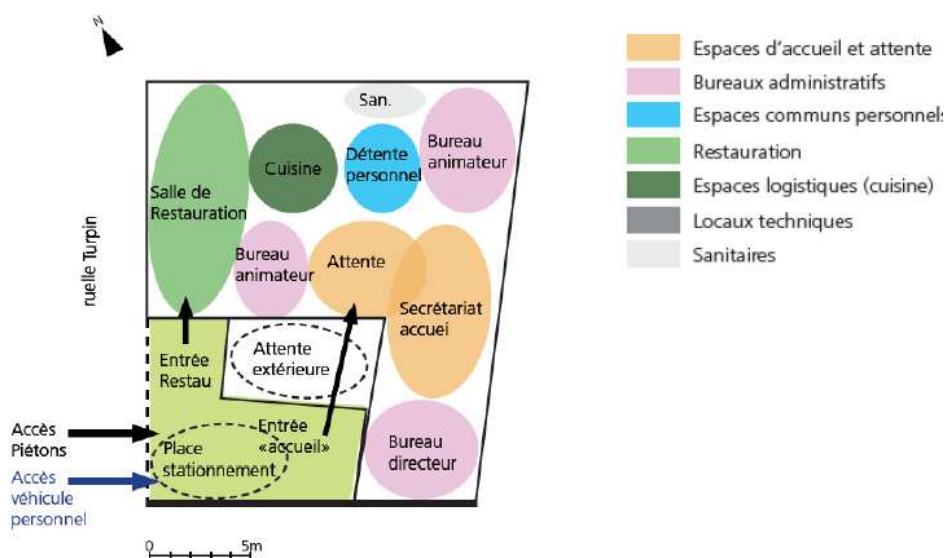 N
Espaces d'accueil et attente
Bureaux administratifs
Espaces communs personnels
Restauration
Espaces logistiques (cuisine)
Locaux techniques
Sanitaires
San.
Bureau
animateur
Détente
personnel
Cuisine
Salle de
Restauration
Bureau
animateur
Attente
Secrétariat
accuei
ruelle Turpin
Entrée
Restau
Attente
extérieure
Entrée
«accueil»
Place
stationnement
Bureau
directeur
Accès
Piétons
Accès
véhicule
personnel
0 5m